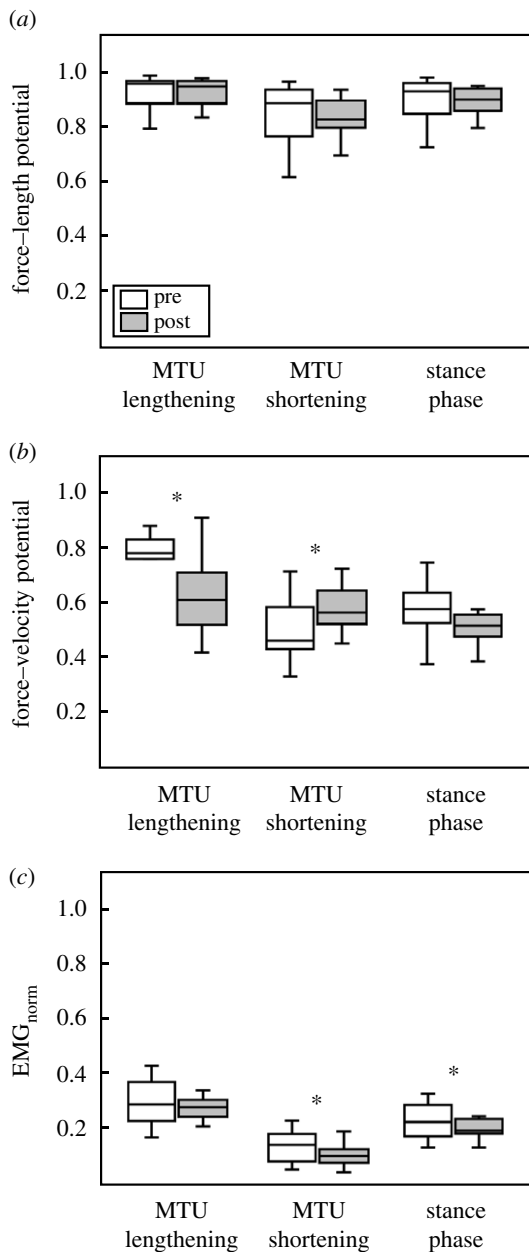 (a)
force–length potential
1.0
0.8
0.6
0.4
0.2
pre
post
MTU lengthening
MTU shortening
stance phase
(b)
force–velocity potential
1.0
*
0.8
*
0.6
0.4
0.2
MTU lengthening
MTU shortening
stance phase
(c)
EMGnorm
1.0
0.8
0.6
0.4
*
*
0.2
MTU lengthening
MTU shortening
stance phase